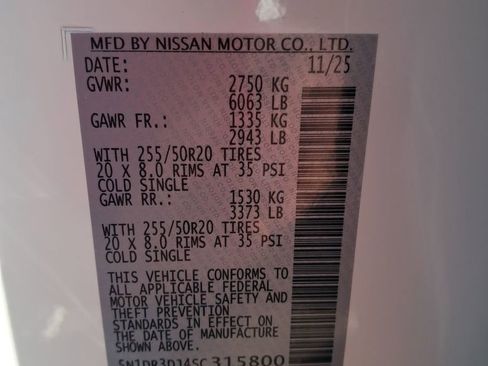 MFD BY NISSAN MOTOR CO., LTD.
DATE: 11/25
GVWR: 2750 KG
6063 LB
GAWR FR.: 1335 KG
2943 LB
WITH 255/50R20 TIRES
20 X 8.0 RIMS AT 35 PSI
COLD SINGLE
GAWR RR.: 1530 KG
3373 LB
WITH 255/50R20 TIRES
20 X 8.0 RIMS AT 35 PSI
COLD SINGLE
THIS VEHICLE CONFORMS TO
ALL APPLICABLE FEDERAL
MOTOR VEHICLE SAFETY AND
THEFT PREVENTION
STANDARDS IN EFFECT ON
THE DATE OF MANUFACTURE
SHOWN ABOVE.
5N1DR3DJ4SC315800